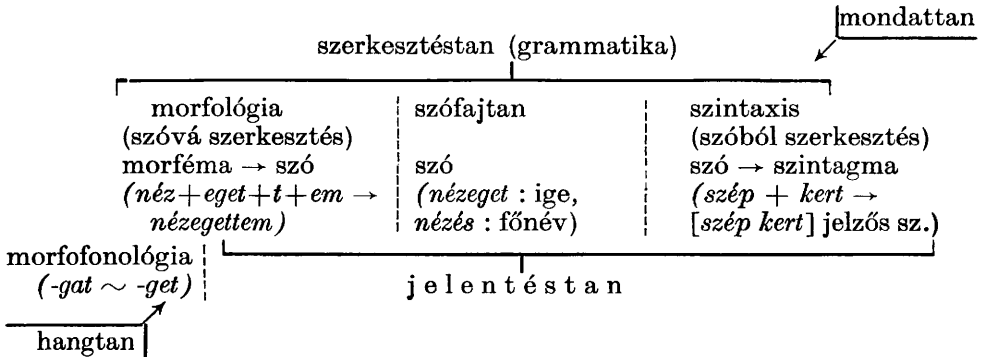 mondattan
szerkesztéstan (grammatika)
morfológia szófajtan szintaxis
(szóvá szerkesztés) (szóból szerkesztés)
morféma → szó szó szó → szintagma
(néz+eget+t+em → (nézeget : ige, (szép + kert →
nézegettem) nézés : főnév) [szép kert] jelzős sz.)
morfofonológia
(-gat ~ -get) jelentéstan
hangtan